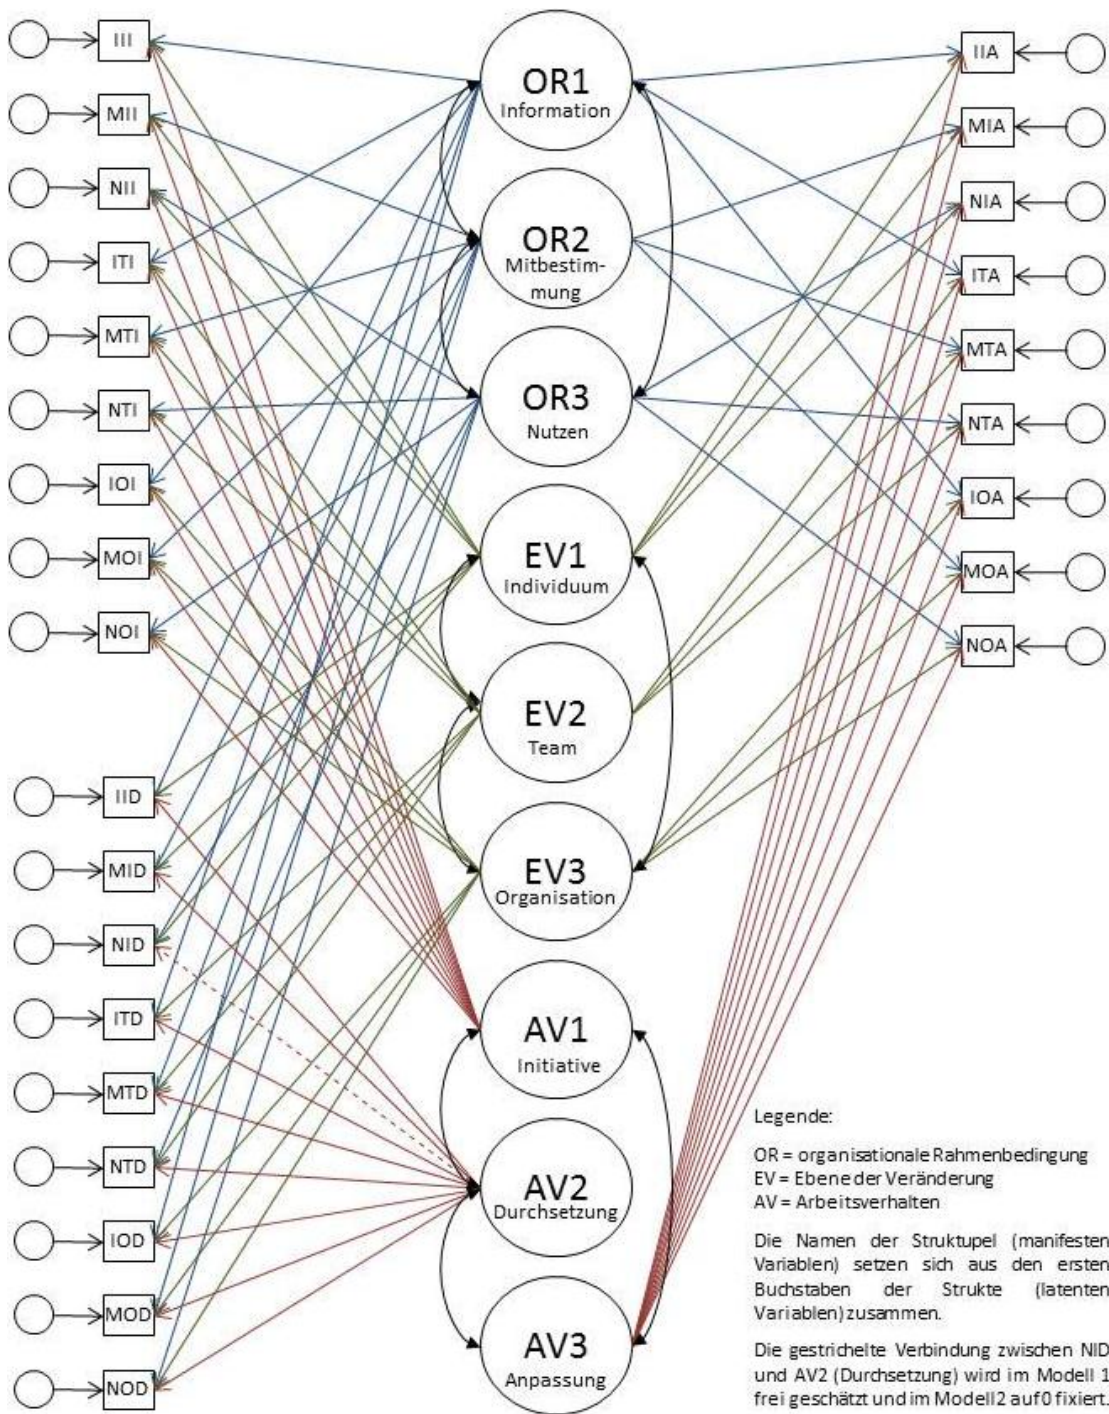 III
MII
NII
ITI
MTI
NTI
IOI
MOI
NOI
IID
MID
NID
ITD
MTD
NTD
IOD
MOD
NOD
OR1
Information
OR2
Mitbestim-
mung
OR3
Nutzen
EV1
Individuum
EV2
Team
EV3
Organisation
AV1
Initiative
AV2
Durchsetzung
AV3
Anpassung
IIA
MIA
NIA
ITA
MTA
NTA
IOA
MOA
NOA
Legende:
OR = organisationale Rahmenbedingung
EV = Ebene der Veränderung
AV = Arbeitsverhalten
Die Namen der Struktupel (manifesten
Variablen) setzen sich aus den ersten
Buchstaben der Strukte (latenten
Variablen) zusammen.
Die gestrichelte Verbindung zwischen NID
und AV2 (Durchsetzung) wird im Modell 1
frei geschätzt und im Modell2 auf 0 fixiert.